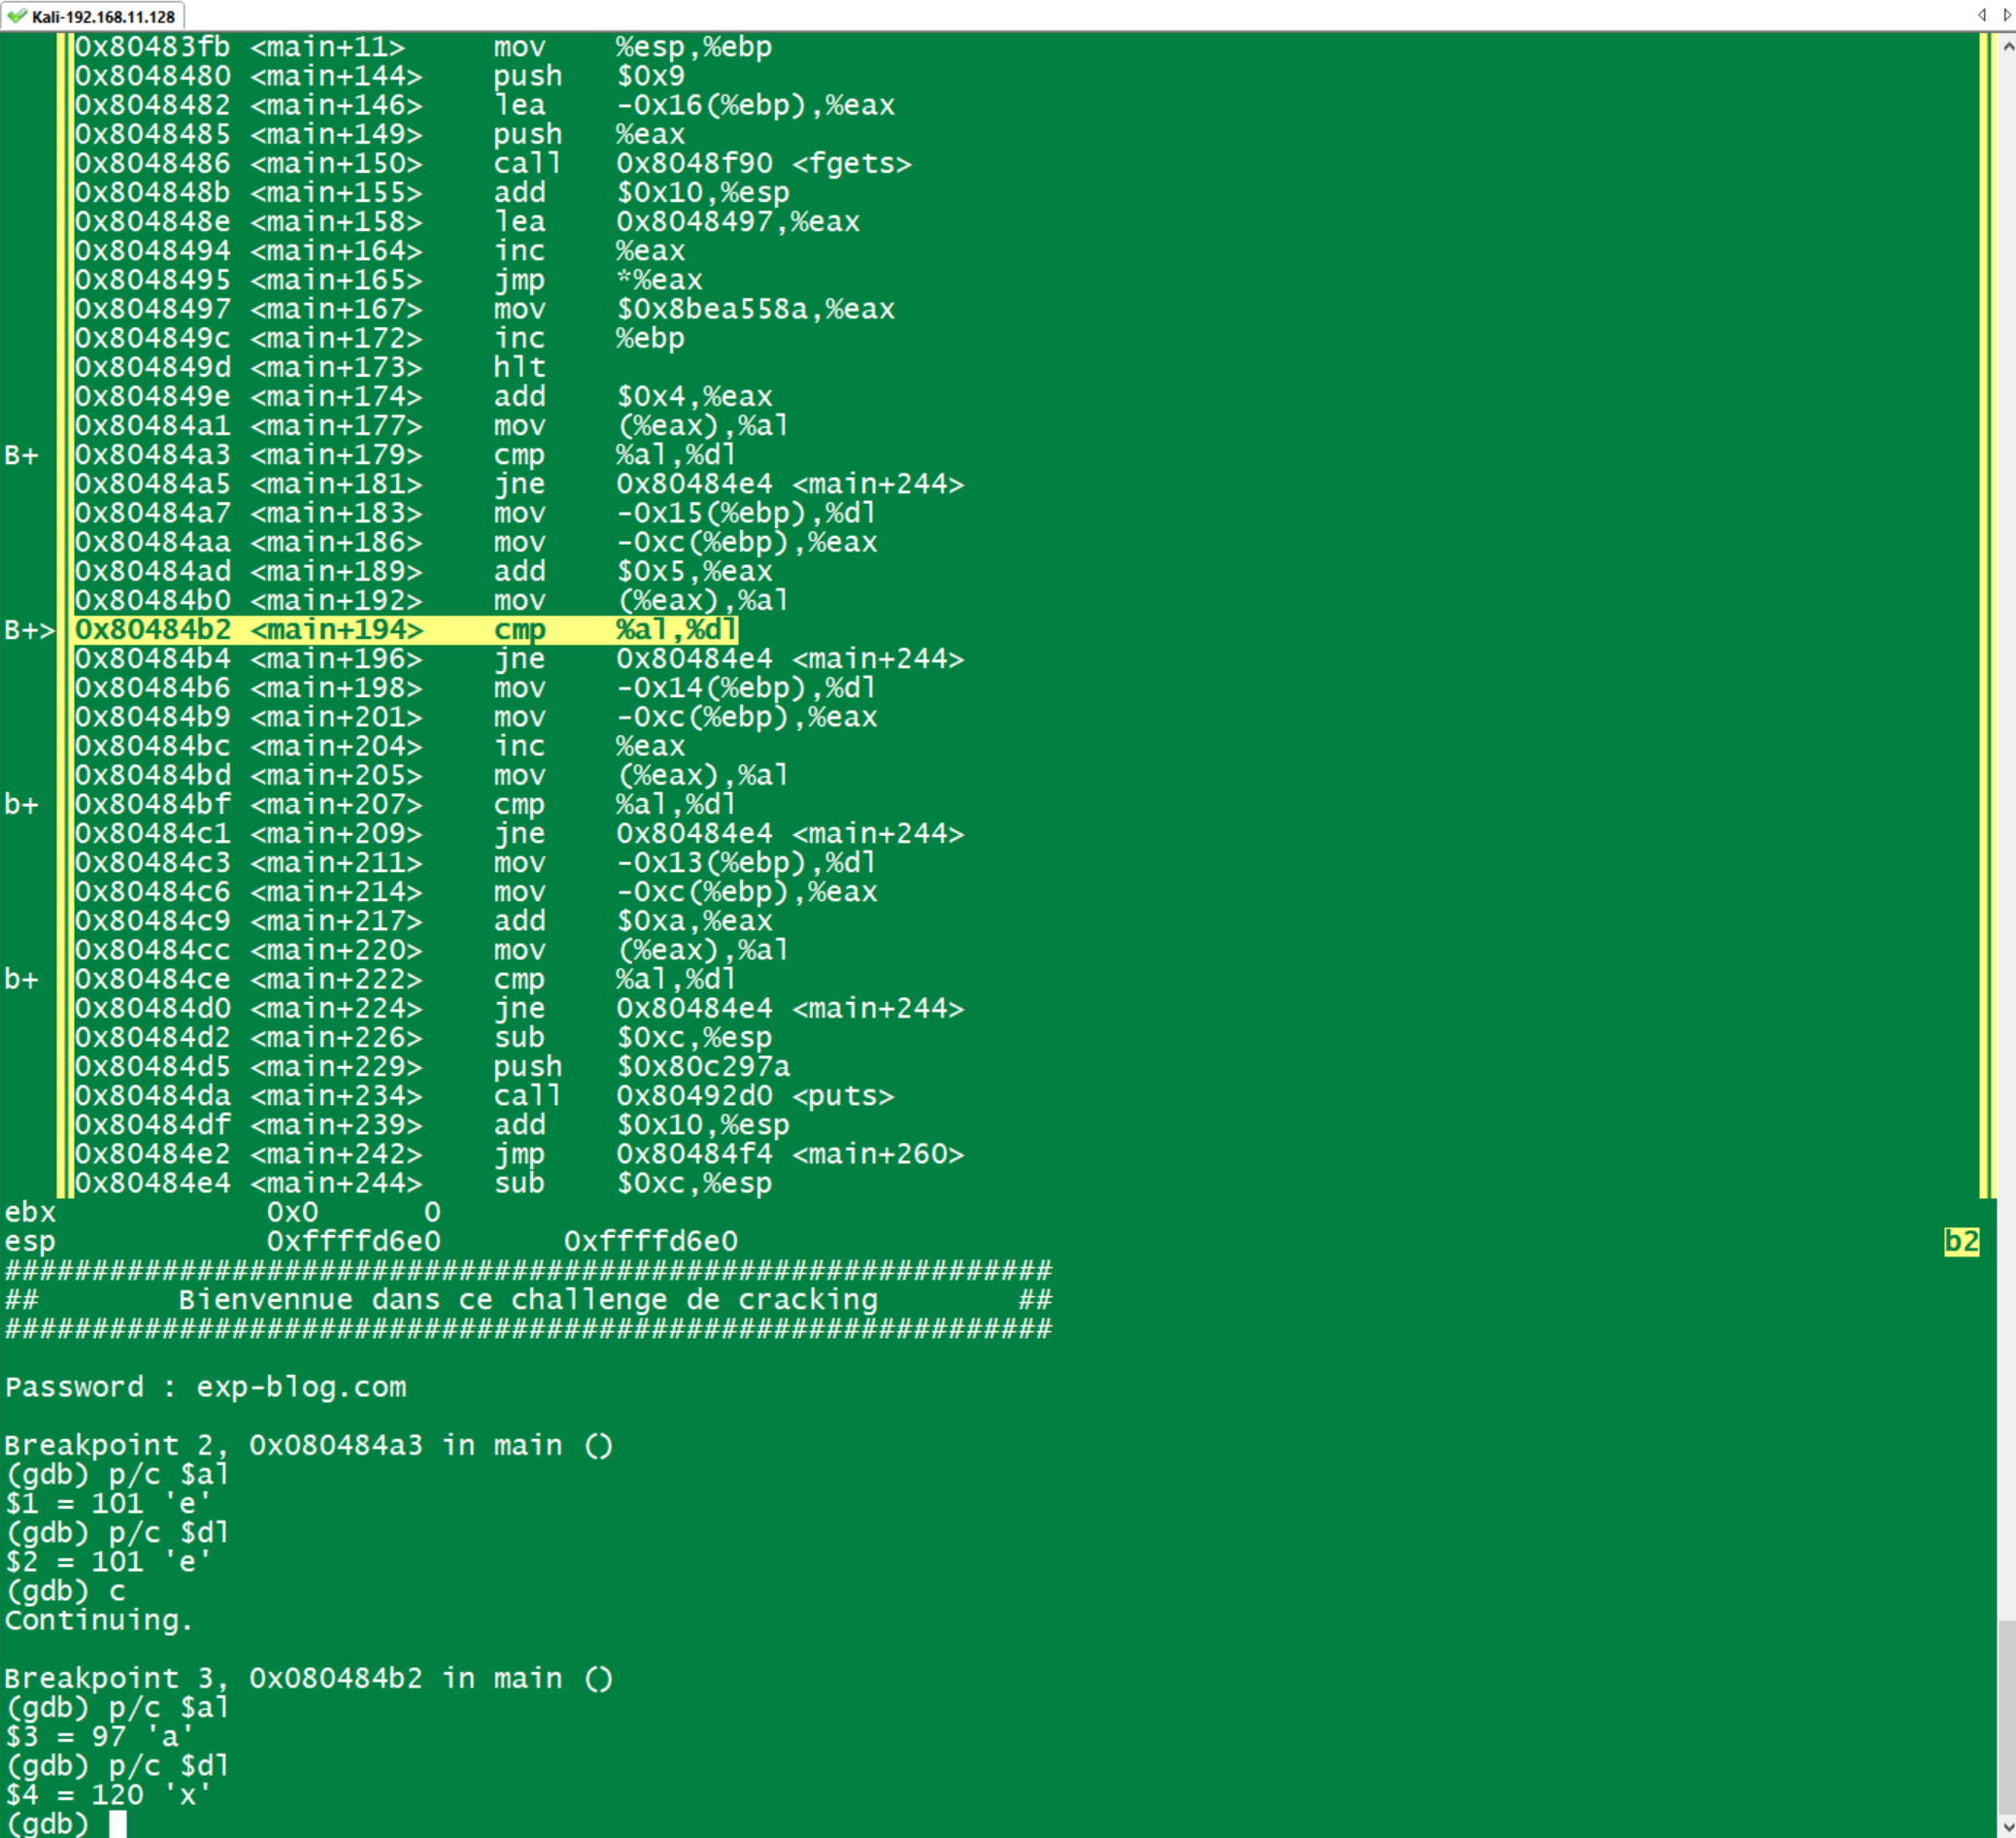 Kali-192.168.11.128
0x80483fb <main+11> mov %esp,%ebp
0x8048480 <main+144> push $0x9
0x8048482 <main+146> lea -0x16(%ebp),%eax
0x8048485 <main+149> push %eax
0x8048486 <main+150> call 0x8048f90 <fgets>
0x804848b <main+155> add $0x10,%esp
0x804848e <main+158> lea 0x8048497,%eax
0x8048494 <main+164> inc %eax
0x8048495 <main+165> jmp *%eax
0x8048497 <main+167> mov $0x8bea558a,%eax
0x804849c <main+172> inc %ebp
0x804849d <main+173> hlt
0x804849e <main+174> add $0x4,%eax
0x80484a1 <main+177> mov (%eax),%al
B+ 0x80484a3 <main+179> cmp %al,%dl
0x80484a5 <main+181> jne 0x80484e4 <main+244>
0x80484a7 <main+183> mov -0x15(%ebp),%dl
0x80484aa <main+186> mov -0xc(%ebp),%eax
0x80484ad <main+189> add $0x5,%eax
0x80484b0 <main+192> mov (%eax),%al
B+> 0x80484b2 <main+194> cmp %al,%dl
0x80484b4 <main+196> jne 0x80484e4 <main+244>
0x80484b6 <main+198> mov -0x14(%ebp),%dl
0x80484b9 <main+201> mov -0xc(%ebp),%eax
0x80484bc <main+204> inc %eax
0x80484bd <main+205> mov (%eax),%al
b+ 0x80484bf <main+207> cmp %al,%dl
0x80484c1 <main+209> jne 0x80484e4 <main+244>
0x80484c3 <main+211> mov -0x13(%ebp),%dl
0x80484c6 <main+214> mov -0xc(%ebp),%eax
0x80484c9 <main+217> add $0xa,%eax
0x80484cc <main+220> mov (%eax),%al
b+ 0x80484ce <main+222> cmp %al,%dl
0x80484d0 <main+224> jne 0x80484e4 <main+244>
0x80484d2 <main+226> sub $0xc,%esp
0x80484d5 <main+229> push $0x80c297a
0x80484da <main+234> call 0x80492d0 <puts>
0x80484df <main+239> add $0x10,%esp
0x80484e2 <main+242> jmp 0x80484f4 <main+260>
0x80484e4 <main+244> sub $0xc,%esp
ebx 0x0 0
esp 0xffffd6e0 0xffffd6e0 b2
############################################################
## Bienvennue dans ce challenge de cracking ##
############################################################
Password : exp-blog.com
Breakpoint 2, 0x080484a3 in main ()
(gdb) p/c $al
$1 = 101 'e'
(gdb) p/c $dl
$2 = 101 'e'
(gdb) c
Continuing.
Breakpoint 3, 0x080484b2 in main ()
(gdb) p/c $al
$3 = 97 'a'
(gdb) p/c $dl
$4 = 120 'x'
(gdb)